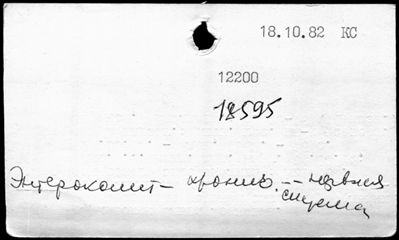 18.10.82 КС
12200
18595
Энтероколит – хронич. – нервная
система